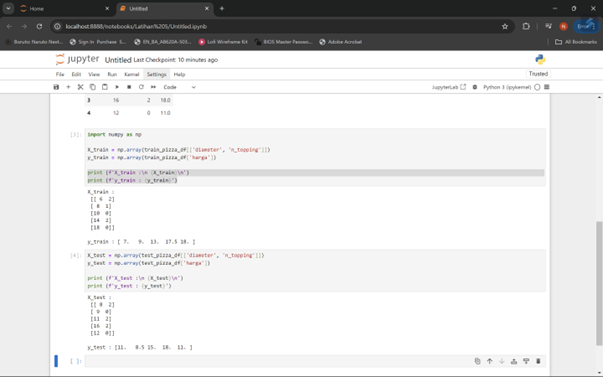 Home
Untitled
localhost:8888/notebooks/Latihan%205/Untitled.ipynb
Boruto: Naruto Next...
Sign in
Purchase S...
LoS Wireframe 64
BIOS Master Passwo...
Adobe Acrobat
All Bookmarks
jupyter Untitled Last Checkpoint: 10 minutes ago
File Edit View Run Kernel Settings Help
Trusted
Code
JupyterLab
Python 3 (ipykernel)
3 16 2 18.0
4 12 0 11.0
[3]: import numpy as np
X_train = np.array(train_pizza_df[['diameter', 'n_topping']])
y_train = np.array(train_pizza_df['harga'])
print (f'X_train :\n {X_train}\n')
print (f'y_train : {y_train}')
X_train :
[[ 6 2]
[ 8 1]
[10 0]
[14 2]
[18 0]]
y_train : [ 7. 9. 13. 17.5 18. ]
[4]: X_test = np.array(test_pizza_df[['diameter', 'n_topping']])
y_test = np.array(test_pizza_df['harga'])
print (f'X_test :\n {X_test}\n')
print (f'y_test : {y_test}')
X_test :
[[ 8 2]
[ 9 0]
[11 2]
[16 2]
[12 0]]
y_test : [11. 8.5 15. 18. 11. ]
[ ]: